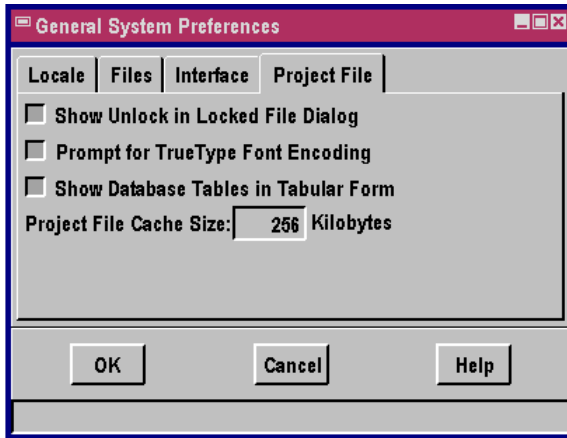 General System Preferences
Locale Files Interface Project File
Show Unlock in Locked File Dialog
Prompt for TrueType Font Encoding
Show Database Tables in Tabular Form
Project File Cache Size: 256 Kilobytes
OK Cancel Help